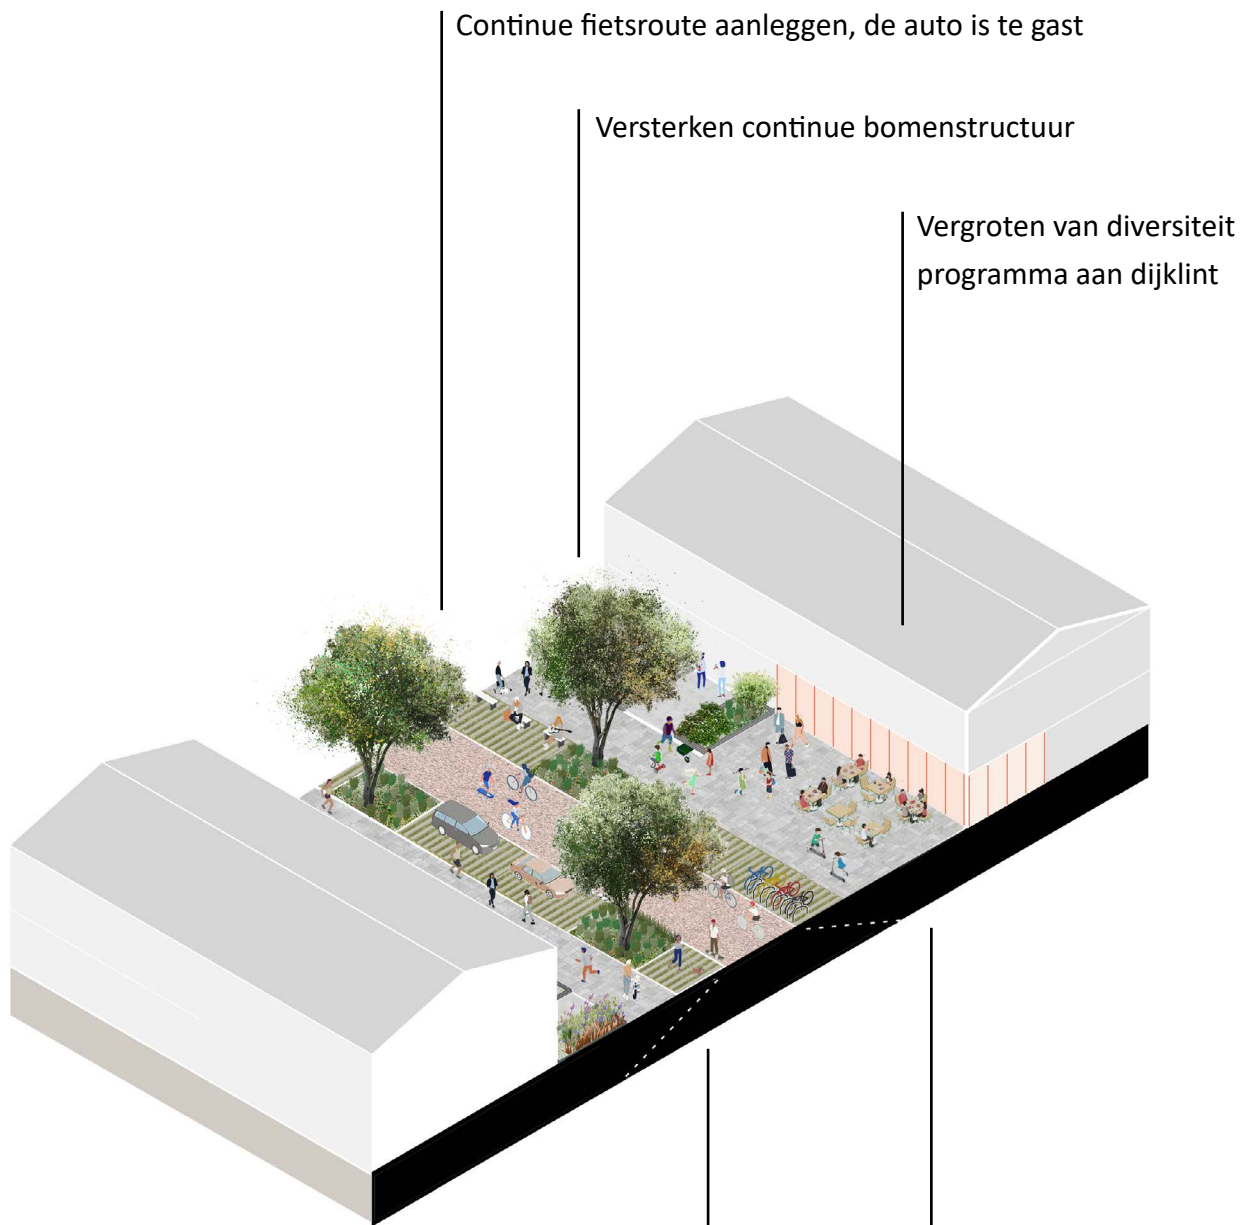 Continue fietsroute aanleggen, de auto is te gast
Versterken continue bomenstructuur
Vergroten van diversiteit
programma aan dijklint